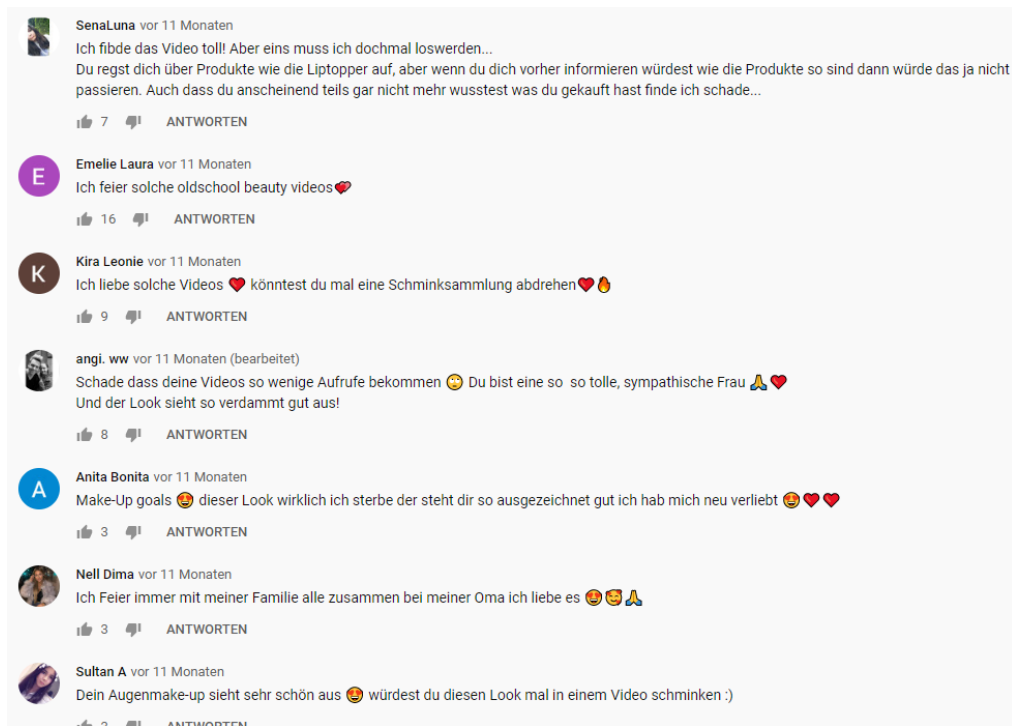 SenaLuna vor 11 Monaten
Ich fibde das Video toll! Aber eins muss ich dochmal loswerden...
Du regst dich über Produkte wie die Liptopper auf, aber wenn du dich vorher informieren würdest wie die Produkte so sind dann würde das ja nicht
passieren. Auch dass du anscheinend teils gar nicht mehr wusstest was du gekauft hast finde ich schade...
7 ANTWORTEN
E
Emelie Laura vor 11 Monaten
Ich feier solche oldschool beauty videos💕
16 ANTWORTEN
K
Kira Leonie vor 11 Monaten
Ich liebe solche Videos ❤️ könntest du mal eine Schminksammlung abdrehen❤️🔥
9 ANTWORTEN
angi. ww vor 11 Monaten (bearbeitet)
Schade dass deine Videos so wenige Aufrufe bekommen 🙄 Du bist eine so so tolle, sympathische Frau 🙏❤️
Und der Look sieht so verdammt gut aus!
8 ANTWORTEN
A
Anita Bonita vor 11 Monaten
Make-Up goals 🤩 dieser Look wirklich ich sterbe der steht dir so ausgezeichnet gut ich hab mich neu verliebt 🤩❤️❤️
3 ANTWORTEN
Nell Dima vor 11 Monaten
Ich Feier immer mit meiner Familie alle zusammen bei meiner Oma ich liebe es 🤩🥰🙏
3 ANTWORTEN
Sultan A vor 11 Monaten
Dein Augenmake-up sieht sehr schön aus 🤩 würdest du diesen Look mal in einem Video schminken :)
ANTWORTEN